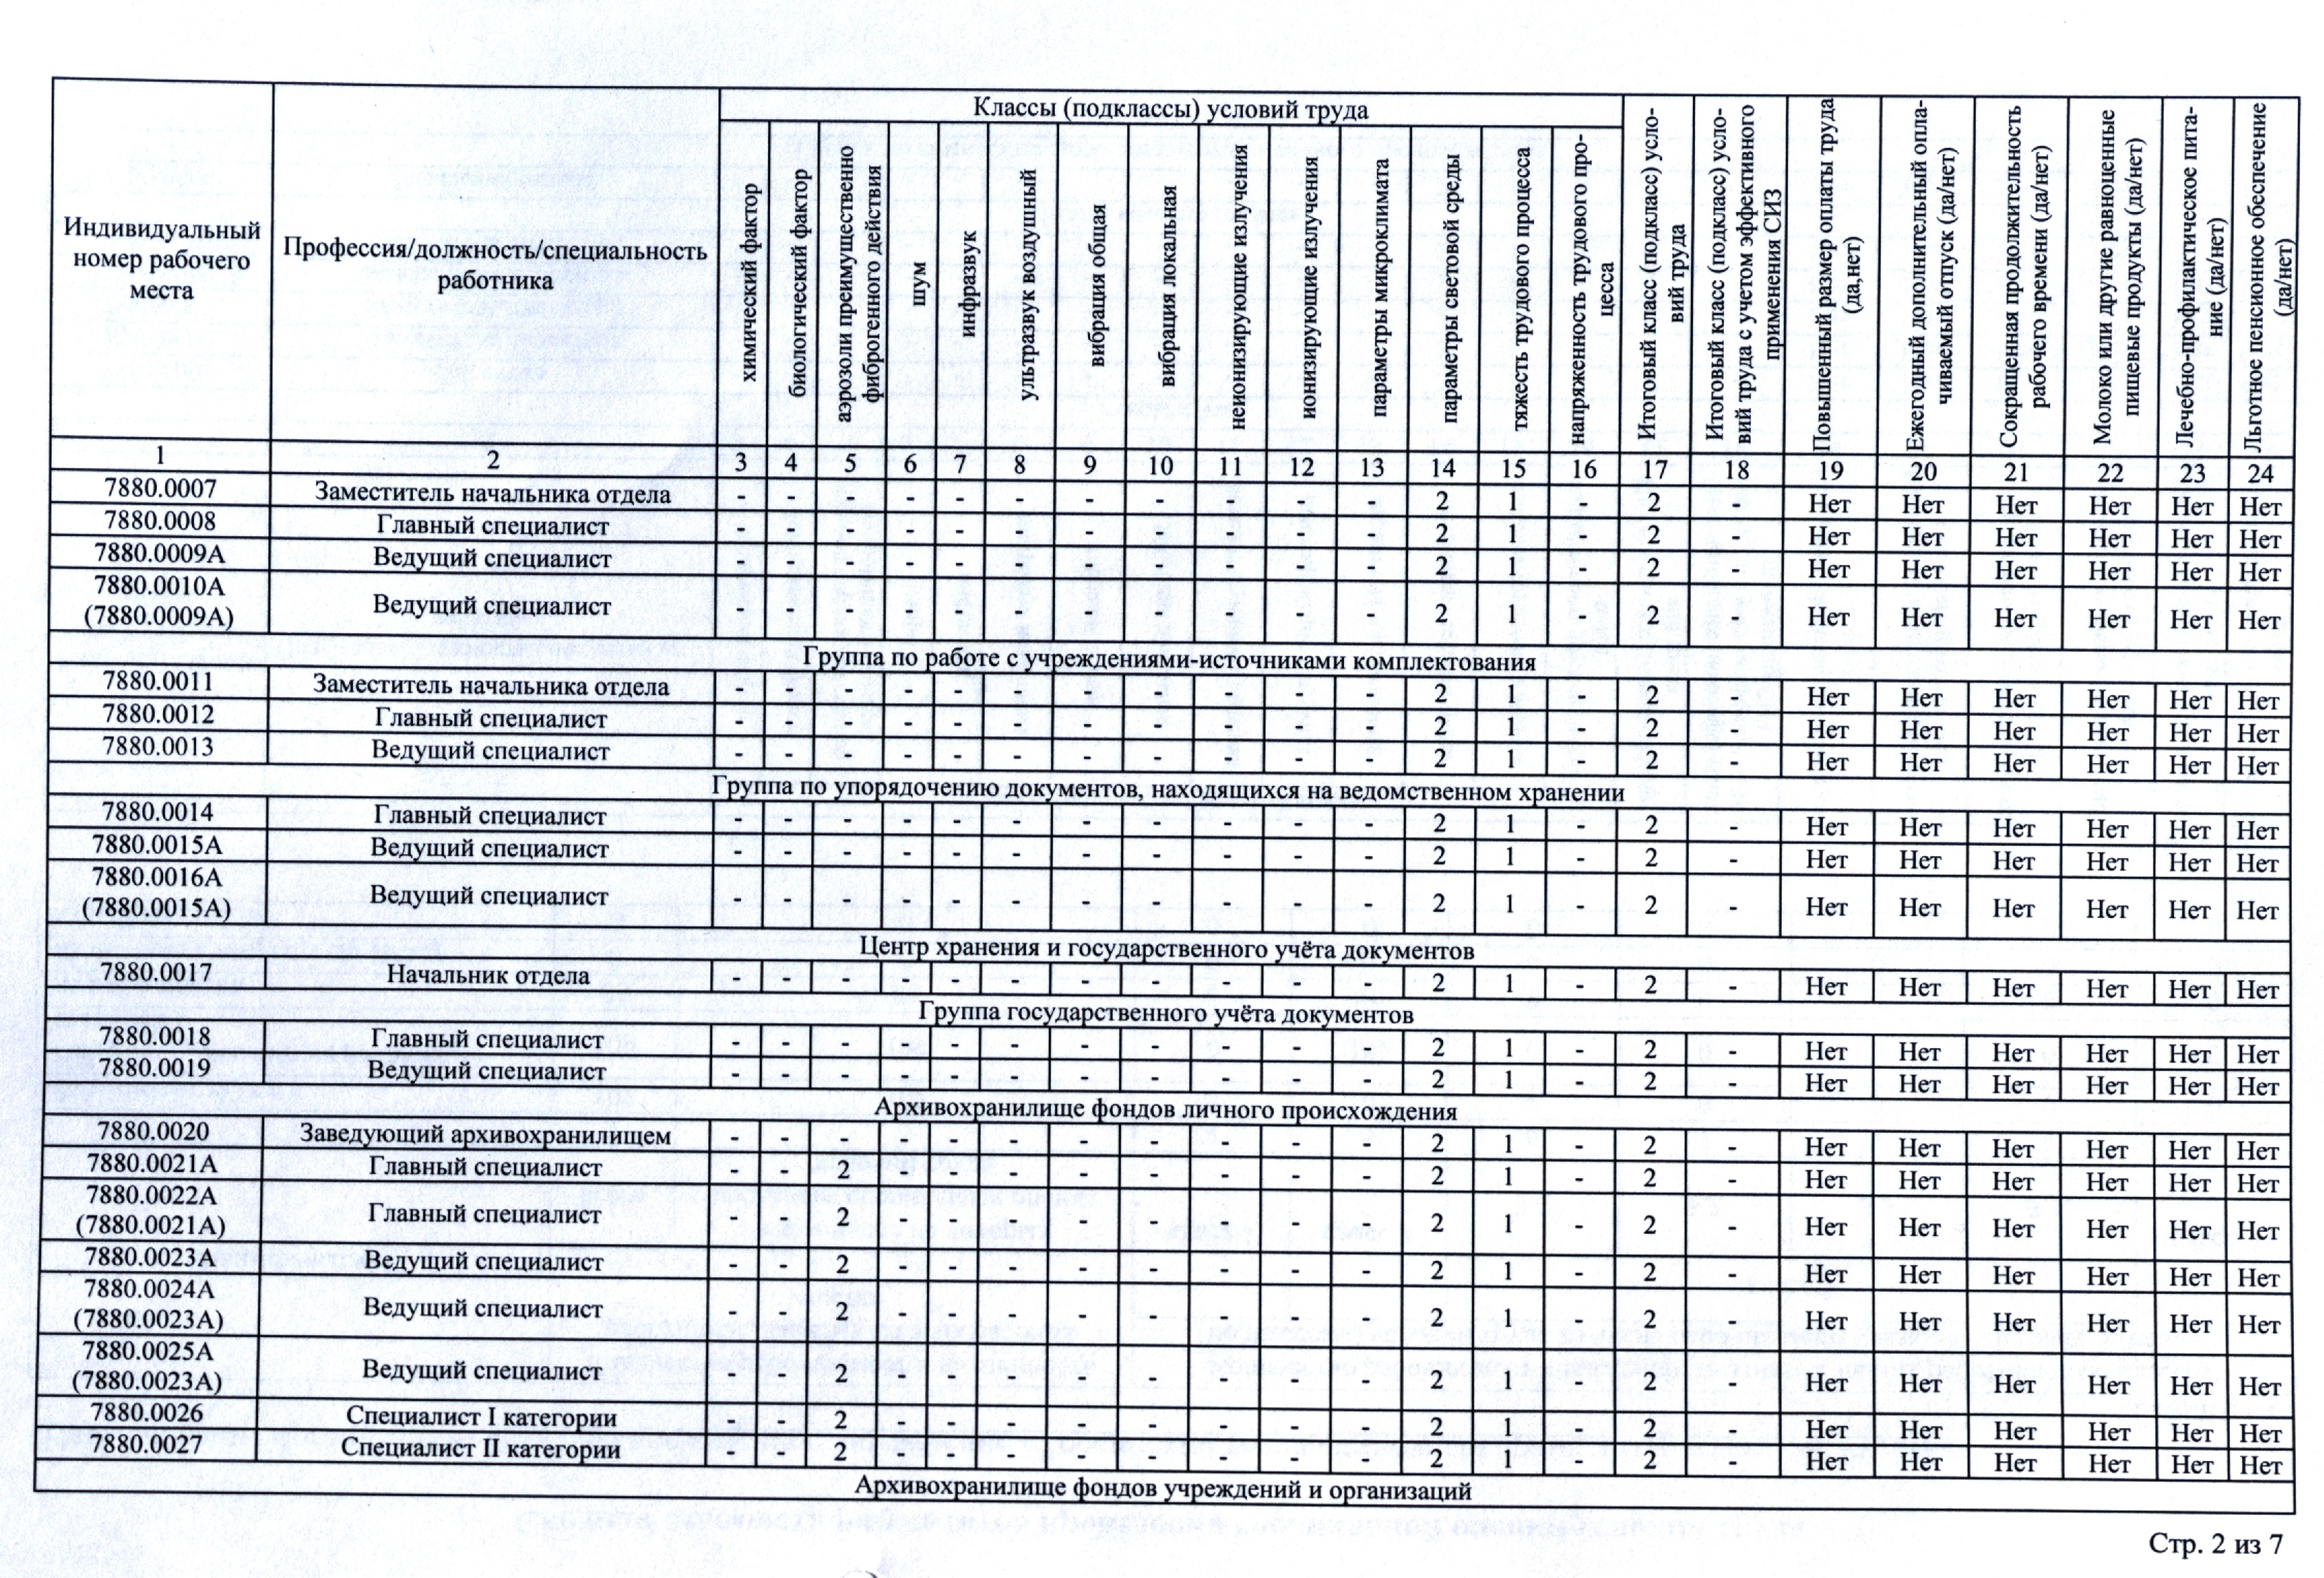 Индивидуальный
номер рабочего
места
Профессия/должность/специальность
работника
Классы (подклассы) условий труда
химический фактор
биологический фактор
аэрозоли преимущественно
фиброгенного действия
шум
инфразвук
ультразвук воздушный
вибрация общая
вибрация локальная
неионизирующие излучения
ионизирующие излучения
параметры микроклимата
параметры световой среды
тяжесть трудового процесса
напряженность трудового про-
цесса
Итоговый класс (подкласс) усло-
вий труда
Итоговый класс (подкласс) усло-
вий труда с учетом эффективного
применения СИЗ
Повышенный размер оплаты труда
(да,нет)
Ежегодный дополнительный опла-
чиваемый отпуск (да/нет)
Сокращенная продолжительность
рабочего времени (да/нет)
Молоко или другие равноценные
пищевые продукты (да/нет)
Лечебно-профилактическое пита-
ние (да/нет)
Льготное пенсионное обеспечение
(да/нет)
1 2 3 4 5 6 7 8 9 10 11 12 13 14 15 16 17 18 19 20 21 22 23 24
7880.0007 Заместитель начальника отдела - - - - - - - - - - - 2 1 - 2 - Нет Нет Нет Нет Нет Нет
7880.0008 Главный специалист - - - - - - - - - - - 2 1 - 2 - Нет Нет Нет Нет Нет Нет
7880.0009А Ведущий специалист - - - - - - - - - - - 2 1 - 2 - Нет Нет Нет Нет Нет Нет
7880.0010А
(7880.0009А) Ведущий специалист - - - - - - - - - - - 2 1 - 2 - Нет Нет Нет Нет Нет Нет
Группа по работе с учреждениями-источниками комплектования
7880.0011 Заместитель начальника отдела - - - - - - - - - - - 2 1 - 2 - Нет Нет Нет Нет Нет Нет
7880.0012 Главный специалист - - - - - - - - - - - 2 1 - 2 - Нет Нет Нет Нет Нет Нет
7880.0013 Ведущий специалист - - - - - - - - - - - 2 1 - 2 - Нет Нет Нет Нет Нет Нет
Группа по упорядочению документов, находящихся на ведомственном хранении
7880.0014 Главный специалист - - - - - - - - - - - 2 1 - 2 - Нет Нет Нет Нет Нет Нет
7880.0015А Ведущий специалист - - - - - - - - - - - 2 1 - 2 - Нет Нет Нет Нет Нет Нет
7880.0016А
(7880.0015А) Ведущий специалист - - - - - - - - - - - 2 1 - 2 - Нет Нет Нет Нет Нет Нет
Центр хранения и государственного учёта документов
7880.0017 Начальник отдела - - - - - - - - - - - 2 1 - 2 - Нет Нет Нет Нет Нет Нет
Группа государственного учёта документов
7880.0018 Главный специалист - - - - - - - - - - - 2 1 - 2 - Нет Нет Нет Нет Нет Нет
7880.0019 Ведущий специалист - - - - - - - - - - - 2 1 - 2 - Нет Нет Нет Нет Нет Нет
Архивохранилище фондов личного происхождения
7880.0020 Заведующий архивохранилищем - - - - - - - - - - - 2 1 - 2 - Нет Нет Нет Нет Нет Нет
7880.0021А Главный специалист - - 2 - - - - - - - - 2 1 - 2 - Нет Нет Нет Нет Нет Нет
7880.0022А
(7880.0021А) Главный специалист - - 2 - - - - - - - - 2 1 - 2 - Нет Нет Нет Нет Нет Нет
7880.0023А Ведущий специалист - - 2 - - - - - - - - 2 1 - 2 - Нет Нет Нет Нет Нет Нет
7880.0024А
(7880.0023А) Ведущий специалист - - 2 - - - - - - - - 2 1 - 2 - Нет Нет Нет Нет Нет Нет
7880.0025А
(7880.0023А) Ведущий специалист - - 2 - - - - - - - - 2 1 - 2 - Нет Нет Нет Нет Нет Нет
7880.0026 Специалист I категории - - 2 - - - - - - - - 2 1 - 2 - Нет Нет Нет Нет Нет Нет
7880.0027 Специалист II категории - - 2 - - - - - - - - 2 1 - 2 - Нет Нет Нет Нет Нет Нет
Архивохранилище фондов учреждений и организаций
Стр. 2 из 7